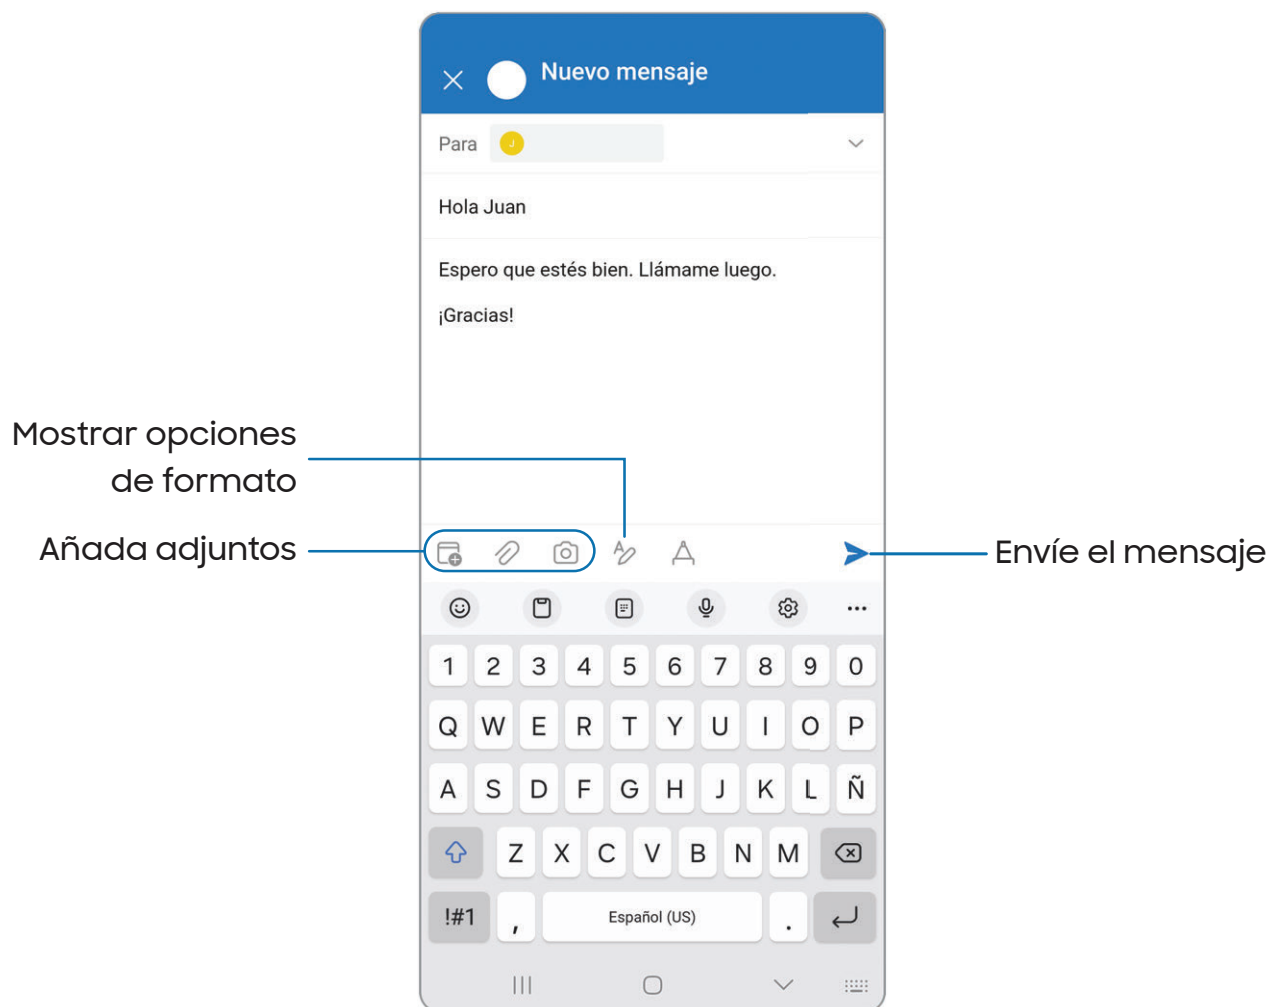 Nuevo mensaje
Para J
Hola Juan
Espero que estés bien. Llámame luego.
¡Gracias!
Mostrar opciones
de formato
Añada adjuntos
Envíe el mensaje
1 2 3 4 5 6 7 8 9 0
Q W E R T Y U I O P
A S D F G H J K L Ñ
Z X C V B N M
!#1 , Español (US) .